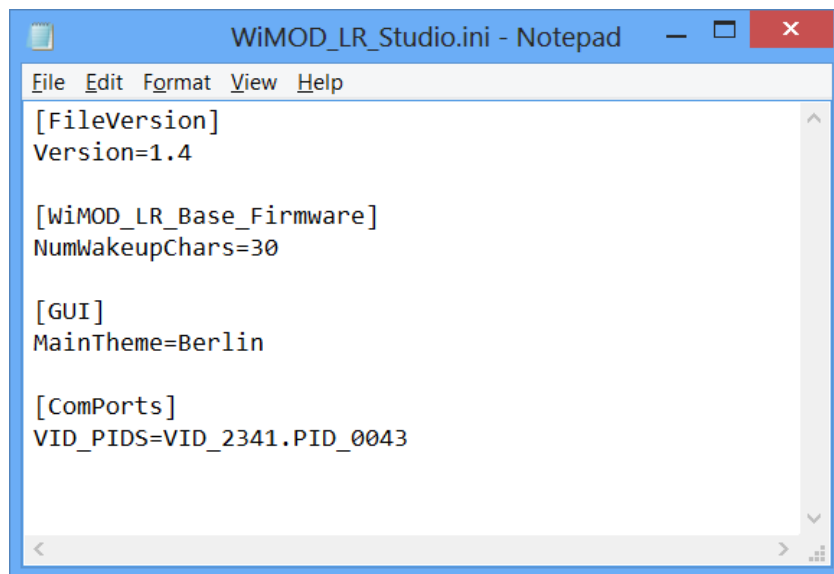 WiMOD_LR_Studio.ini - Notepad
File Edit Format View Help
[FileVersion]
Version=1.4
[WiMOD_LR_Base_Firmware]
NumWakeupChars=30
[GUI]
MainTheme=Berlin
[ComPorts]
VID_PIDS=VID_2341.PID_0043